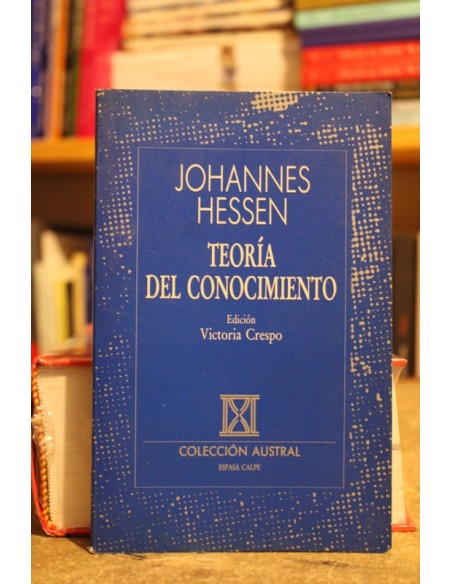 JOHANNES
HESSEN
TEORÍA
DEL CONOCIMIENTO
Edición
Victoria Crespo
COLECCIÓN AUSTRAL
ESPASA CALPE